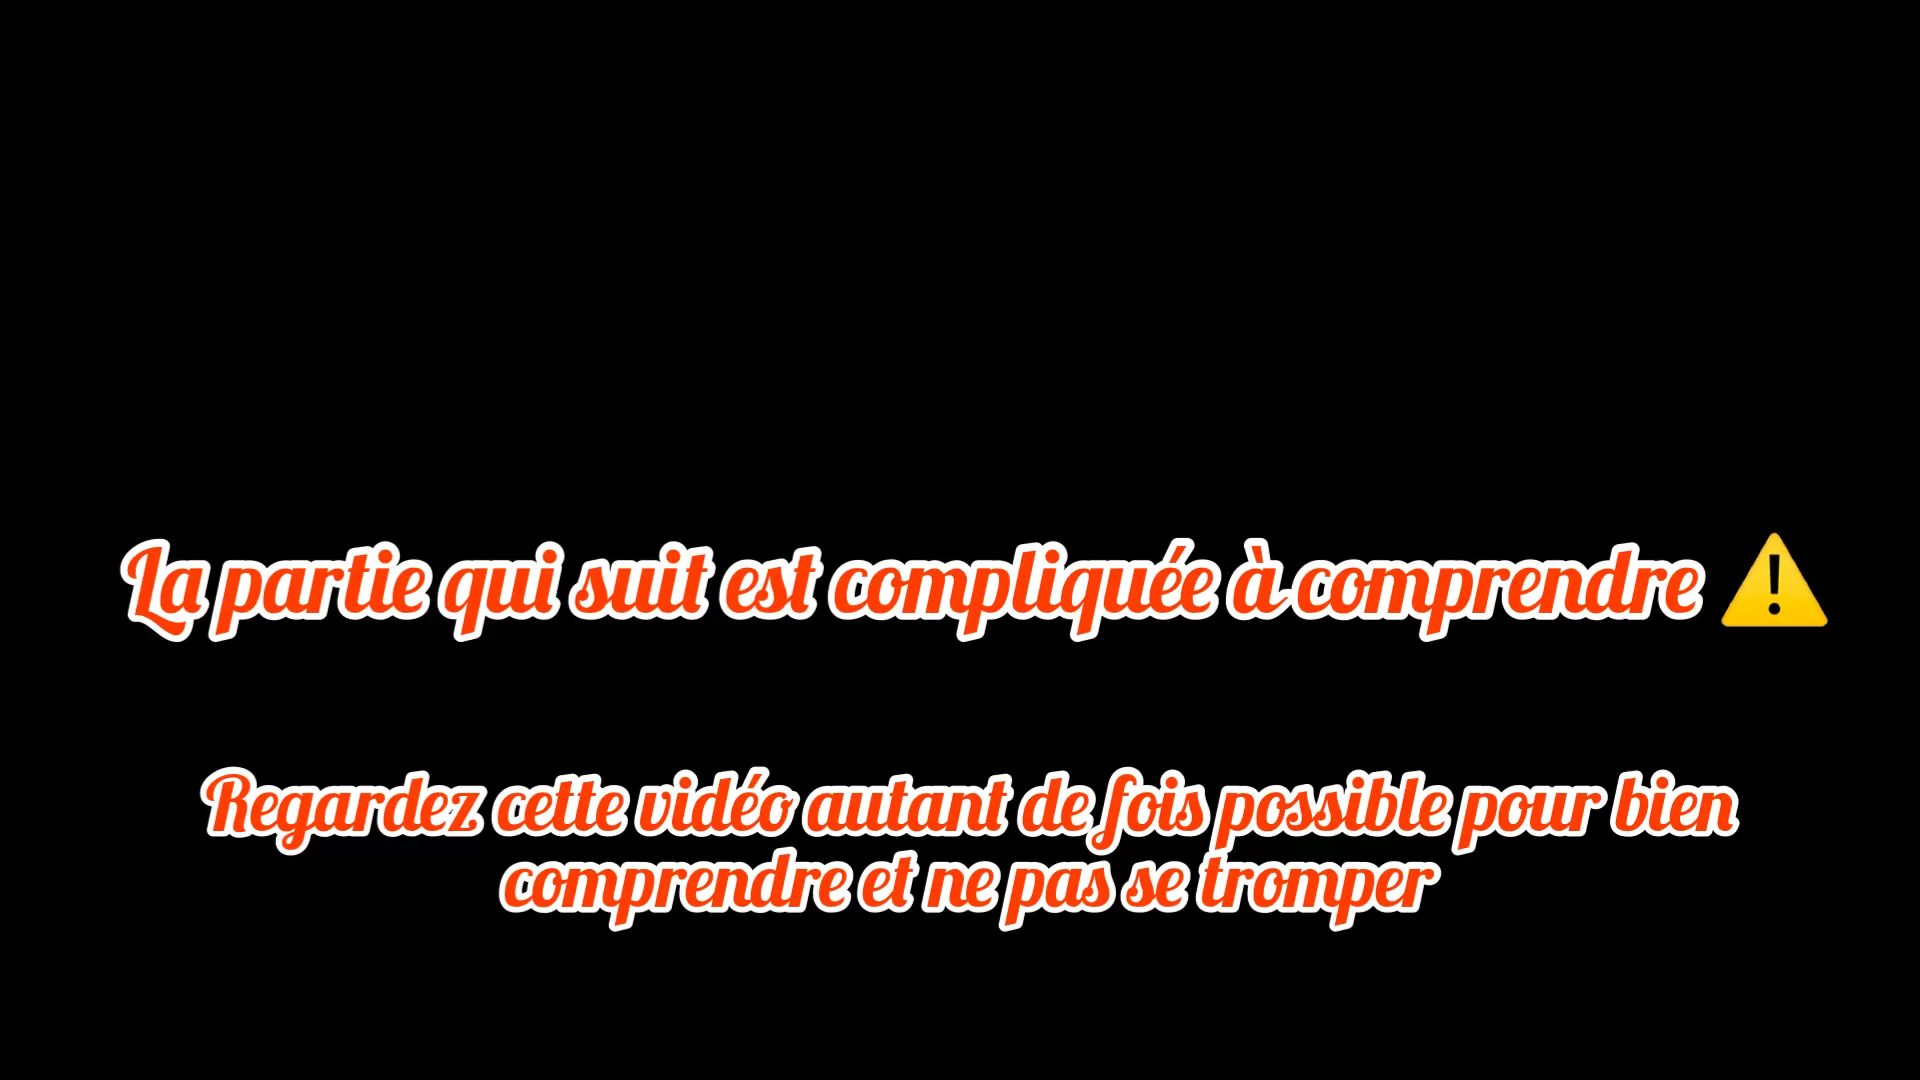 La partie qui suit est compliquée à comprendre ⚠️
Regardez cette vidéo autant de fois possible pour bien
comprendre et ne pas se tromper